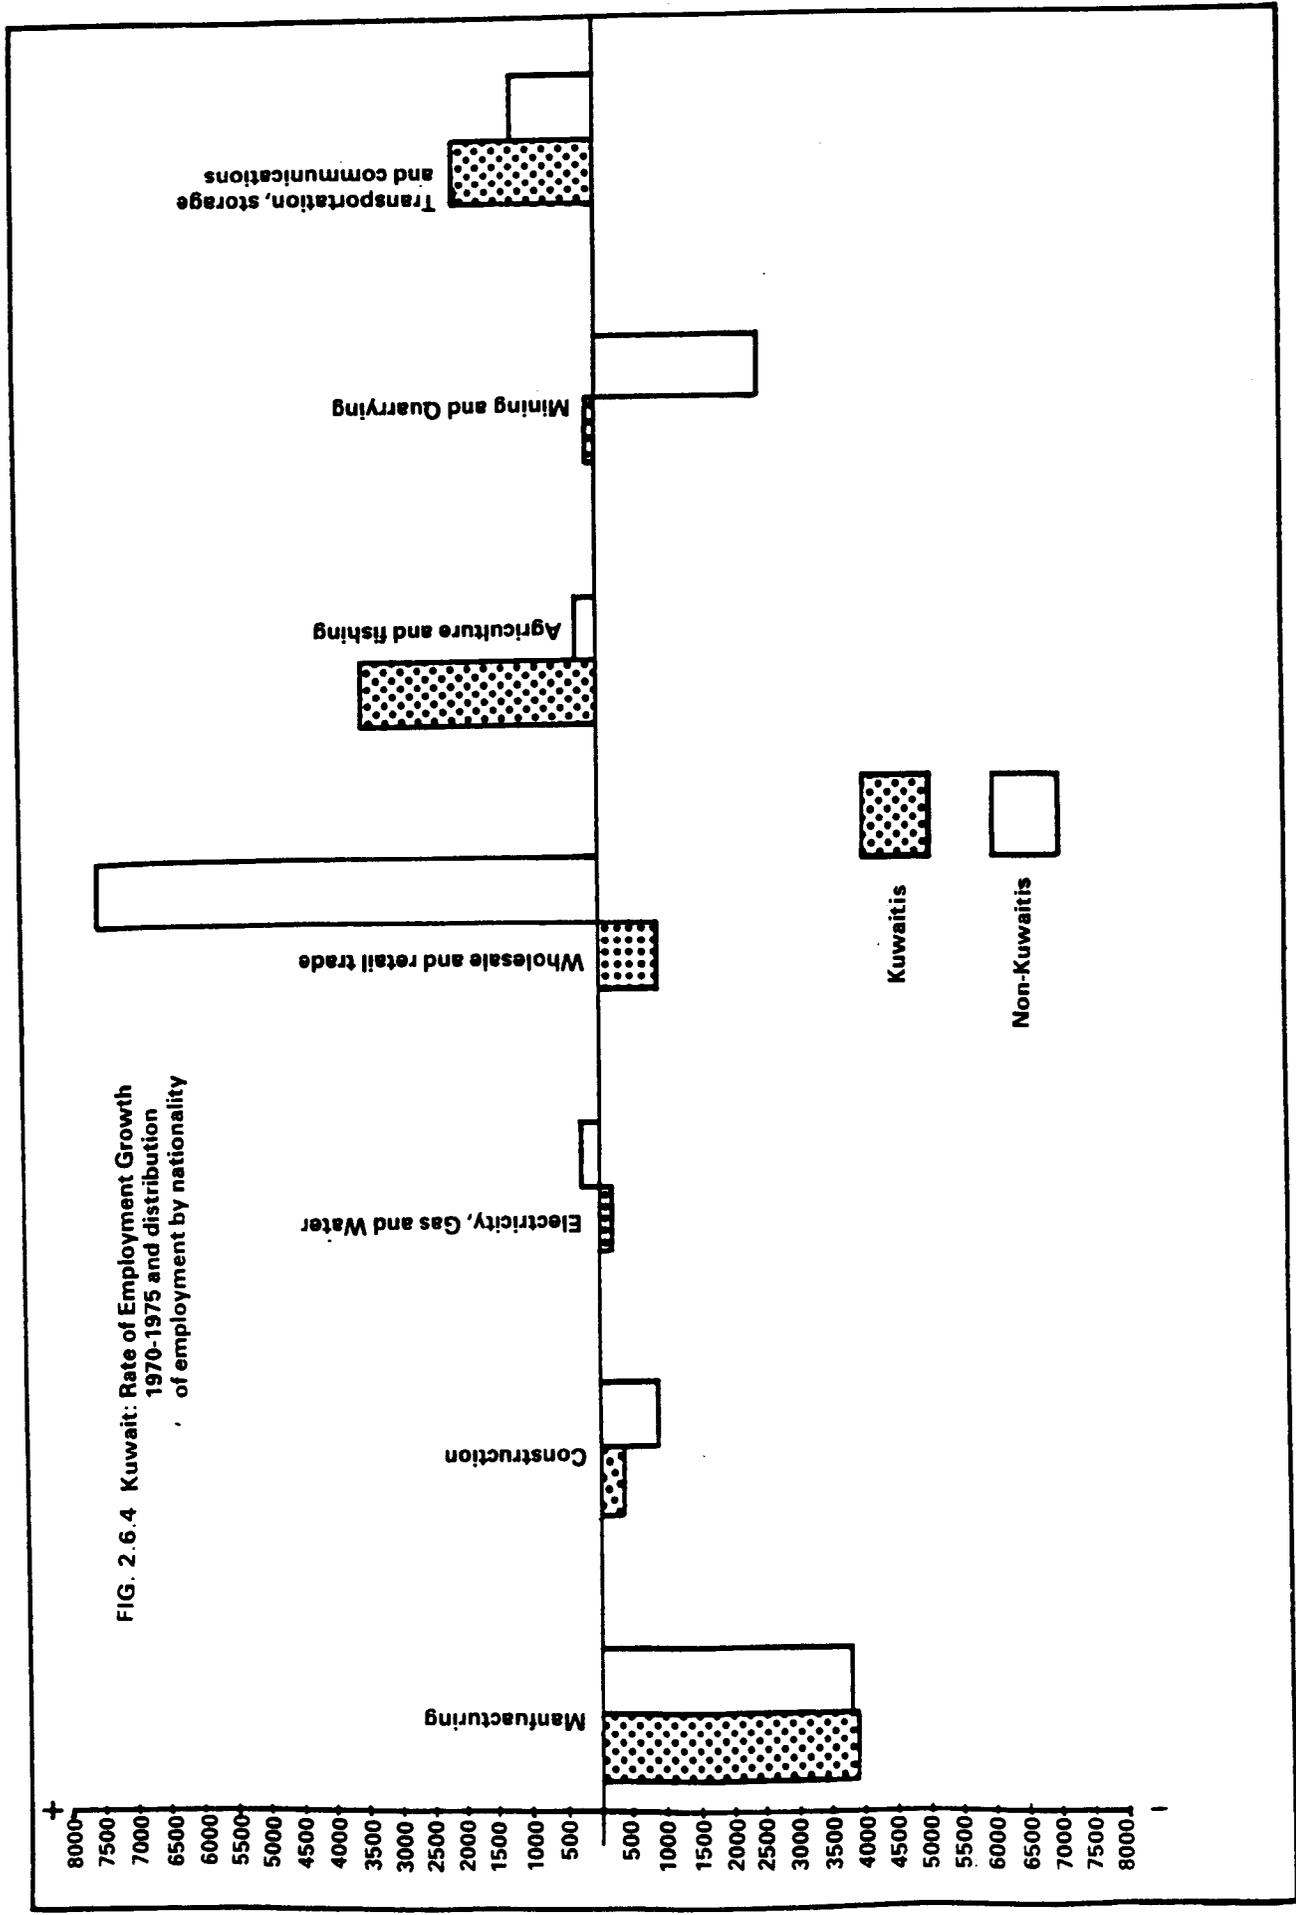 FIG. 2.6.4 Kuwait: Rate of Employment Growth
1970-1975 and distribution
of employment by nationality
+
8000
7500
7000
6500
6000
5500
5000
4500
4000
3500
3000
2500
2000
1500
1000
500
500
1000
1500
2000
2500
3000
3500
4000
4500
5000
5500
6000
6500
7000
7500
8000
–
Manfuacturing
Construction
Electricity, Gas and Water
Wholesale and retail trade
Agriculture and fishing
Mining and Quarrying
Transportation, storage
and communications
Kuwaitis
Non-Kuwaitis